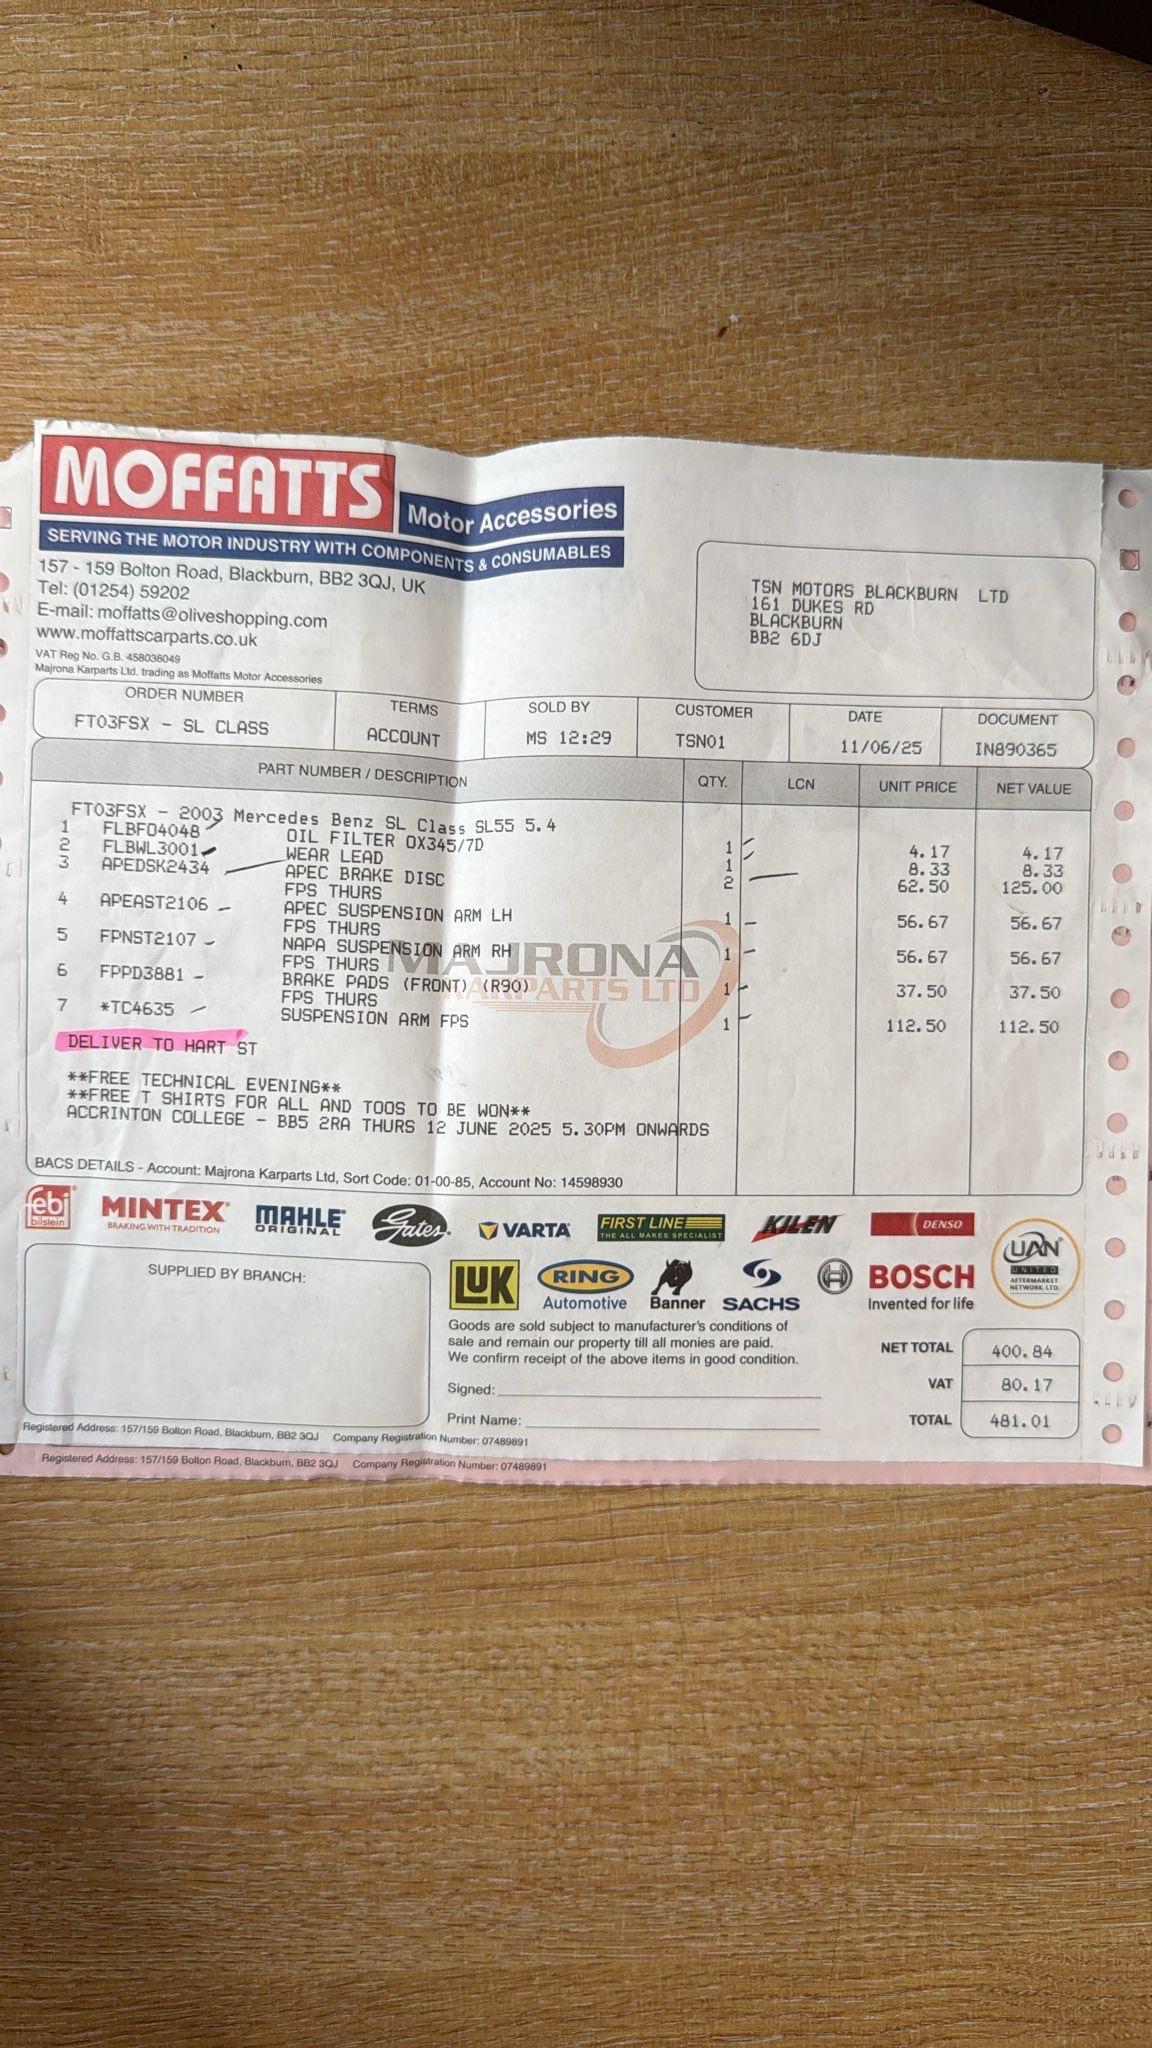 MOFFATTS
Motor Accessories
SERVING THE MOTOR INDUSTRY WITH COMPONENTS & CONSUMABLES
157 - 159 Bolton Road, Blackburn, BB2 3QJ, UK
Tel: (01254) 59202
E-mail: moffatts@oliveshopping.com
www.moffattscarparts.co.uk
VAT Reg No. G.B. 458036049
Majrona Karparts Ltd. trading as Moffatts Motor Accessories
TSN MOTORS BLACKBURN LTD
161 DUKES RD
BLACKBURN
BB2 6DJ
ORDER NUMBER TERMS SOLD BY CUSTOMER DATE DOCUMENT
FT03FSX - SL CLASS ACCOUNT MS 12:29 TSN01 11/06/25 IN890365
PART NUMBER / DESCRIPTION QTY. LCN UNIT PRICE NET VALUE
FT03FSX - 2003 Mercedes Benz SL Class SL55 5.4
1 FLBF04048 OIL FILTER OX345/7D 1 4.17 4.17
2 FLBWL3001 WEAR LEAD 1 8.33 8.33
3 APEDSK2434 APEC BRAKE DISC 2 62.50 125.00
FPS THURS
4 APEAST2106 APEC SUSPENSION ARM LH 1 56.67 56.67
FPS THURS
5 FPNST2107 NAPA SUSPENSION ARM RH 1 56.67 56.67
FPS THURS
6 FPPD3881 BRAKE PADS (FRONT) (R90) 1 37.50 37.50
FPS THURS
7 *TC4635 SUSPENSION ARM FPS 1 112.50 112.50
MAJRONA
KARPARTS LTD
DELIVER TO HART ST
**FREE TECHNICAL EVENING**
**FREE T SHIRTS FOR ALL AND TOOS TO BE WON**
ACCRINTON COLLEGE - BB5 2RA THURS 12 JUNE 2025 5.30PM ONWARDS
BACS DETAILS - Account: Majrona Karparts Ltd, Sort Code: 01-00-85, Account No: 14598930
febi bilstein
MINTEX
BRAKING WITH TRADITION
MAHLE
ORIGINAL
Gates
VARTA
FIRST LINE
THE ALL MAKES SPECIALIST
KILEN
DENSO
UAN
UNITED
AFTERMARKET
NETWORK LTD.
SUPPLIED BY BRANCH:
LUK
RING
Automotive
Banner
SACHS
BOSCH
Invented for life
Goods are sold subject to manufacturer's conditions of
sale and remain our property till all monies are paid.
We confirm receipt of the above items in good condition.
Signed:
Print Name:
NET TOTAL 400.84
VAT 80.17
TOTAL 481.01
Registered Address: 157/159 Bolton Road, Blackburn, BB2 3QJ Company Registration Number: 07489891
Registered Address: 157/159 Bolton Road, Blackburn, BB2 3QJ Company Registration Number: 07489891